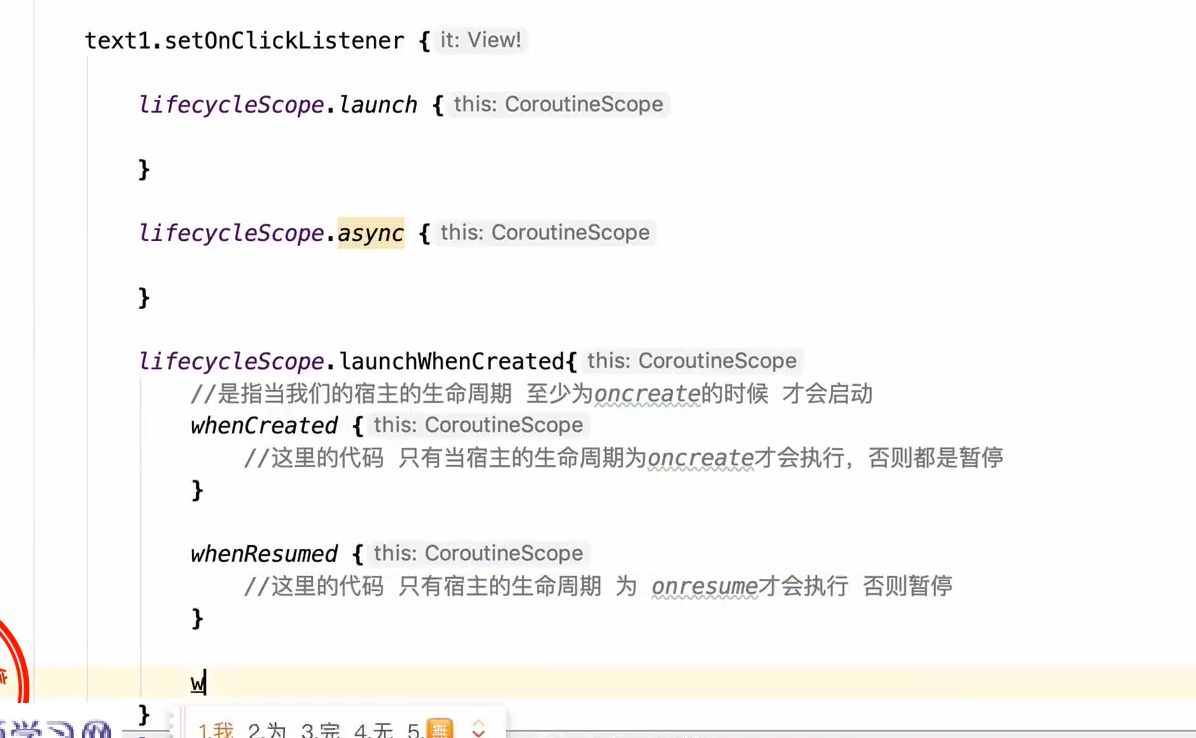 text1.setOnClickListener { it: View!
lifecycleScope.launch { this: CoroutineScope
}
lifecycleScope.async { this: CoroutineScope
}
lifecycleScope.launchWhenCreated{ this: CoroutineScope
//是指当我们的宿主的生命周期 至少为oncreate的时候 才会启动
whenCreated { this: CoroutineScope
//这里的代码 只有当宿主的生命周期为oncreate才会执行，否则都是暂停
}
whenResumed { this: CoroutineScope
//这里的代码 只有宿主的生命周期 为 onresume才会执行 否则暂停
}
w
}
1.我 2.为 3.完 4.无 5.🈚